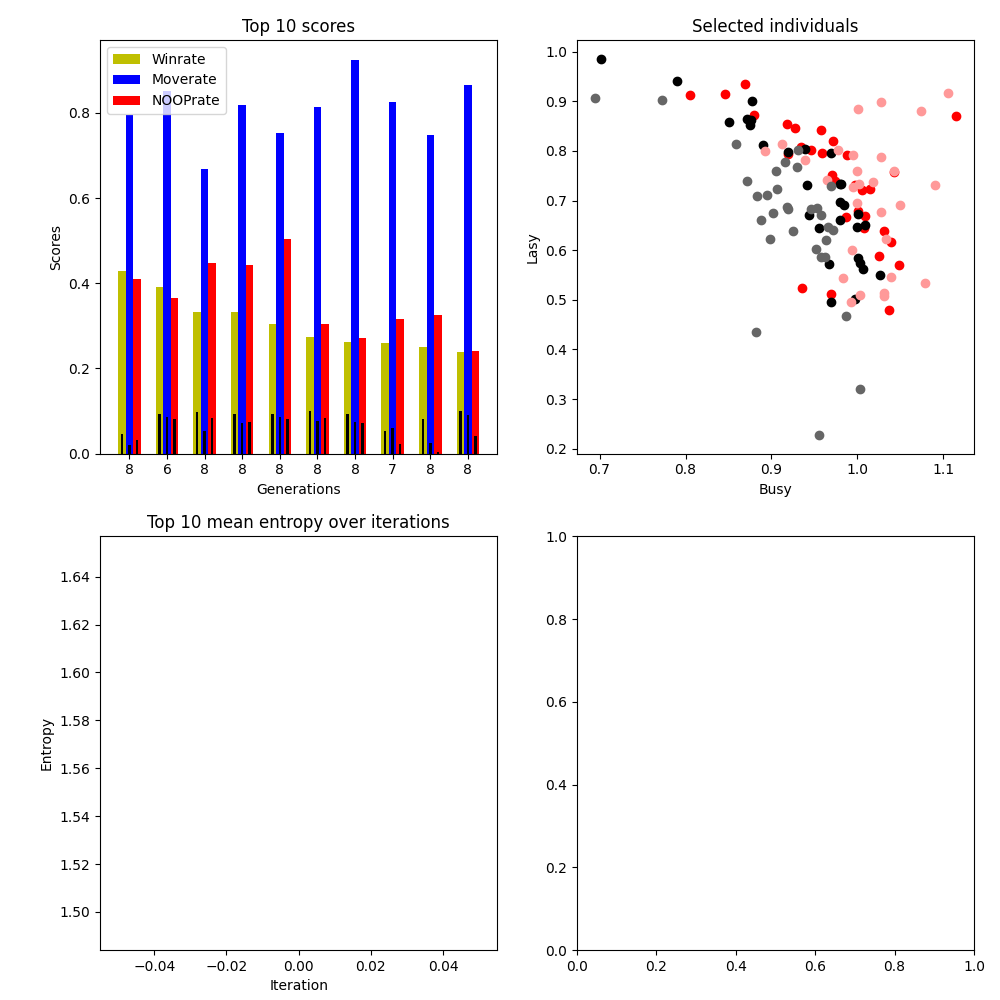 Top 10 scores
Winrate
Moverate
NOOPrate
0.8
0.6
0.4
0.2
0.0
Scores
8 6 8 8 8 8 8 7 8 8
Generations
Selected individuals
1.0
0.9
0.8
0.7
0.6
0.5
0.4
0.3
0.2
Lasy
0.7 0.8 0.9 1.0 1.1
Busy
Top 10 mean entropy over iterations
1.64
1.62
1.60
1.58
1.56
1.54
1.52
1.50
Entropy
−0.04 −0.02 0.00 0.02 0.04
Iteration
1.0
0.8
0.6
0.4
0.2
0.0
0.0 0.2 0.4 0.6 0.8 1.0